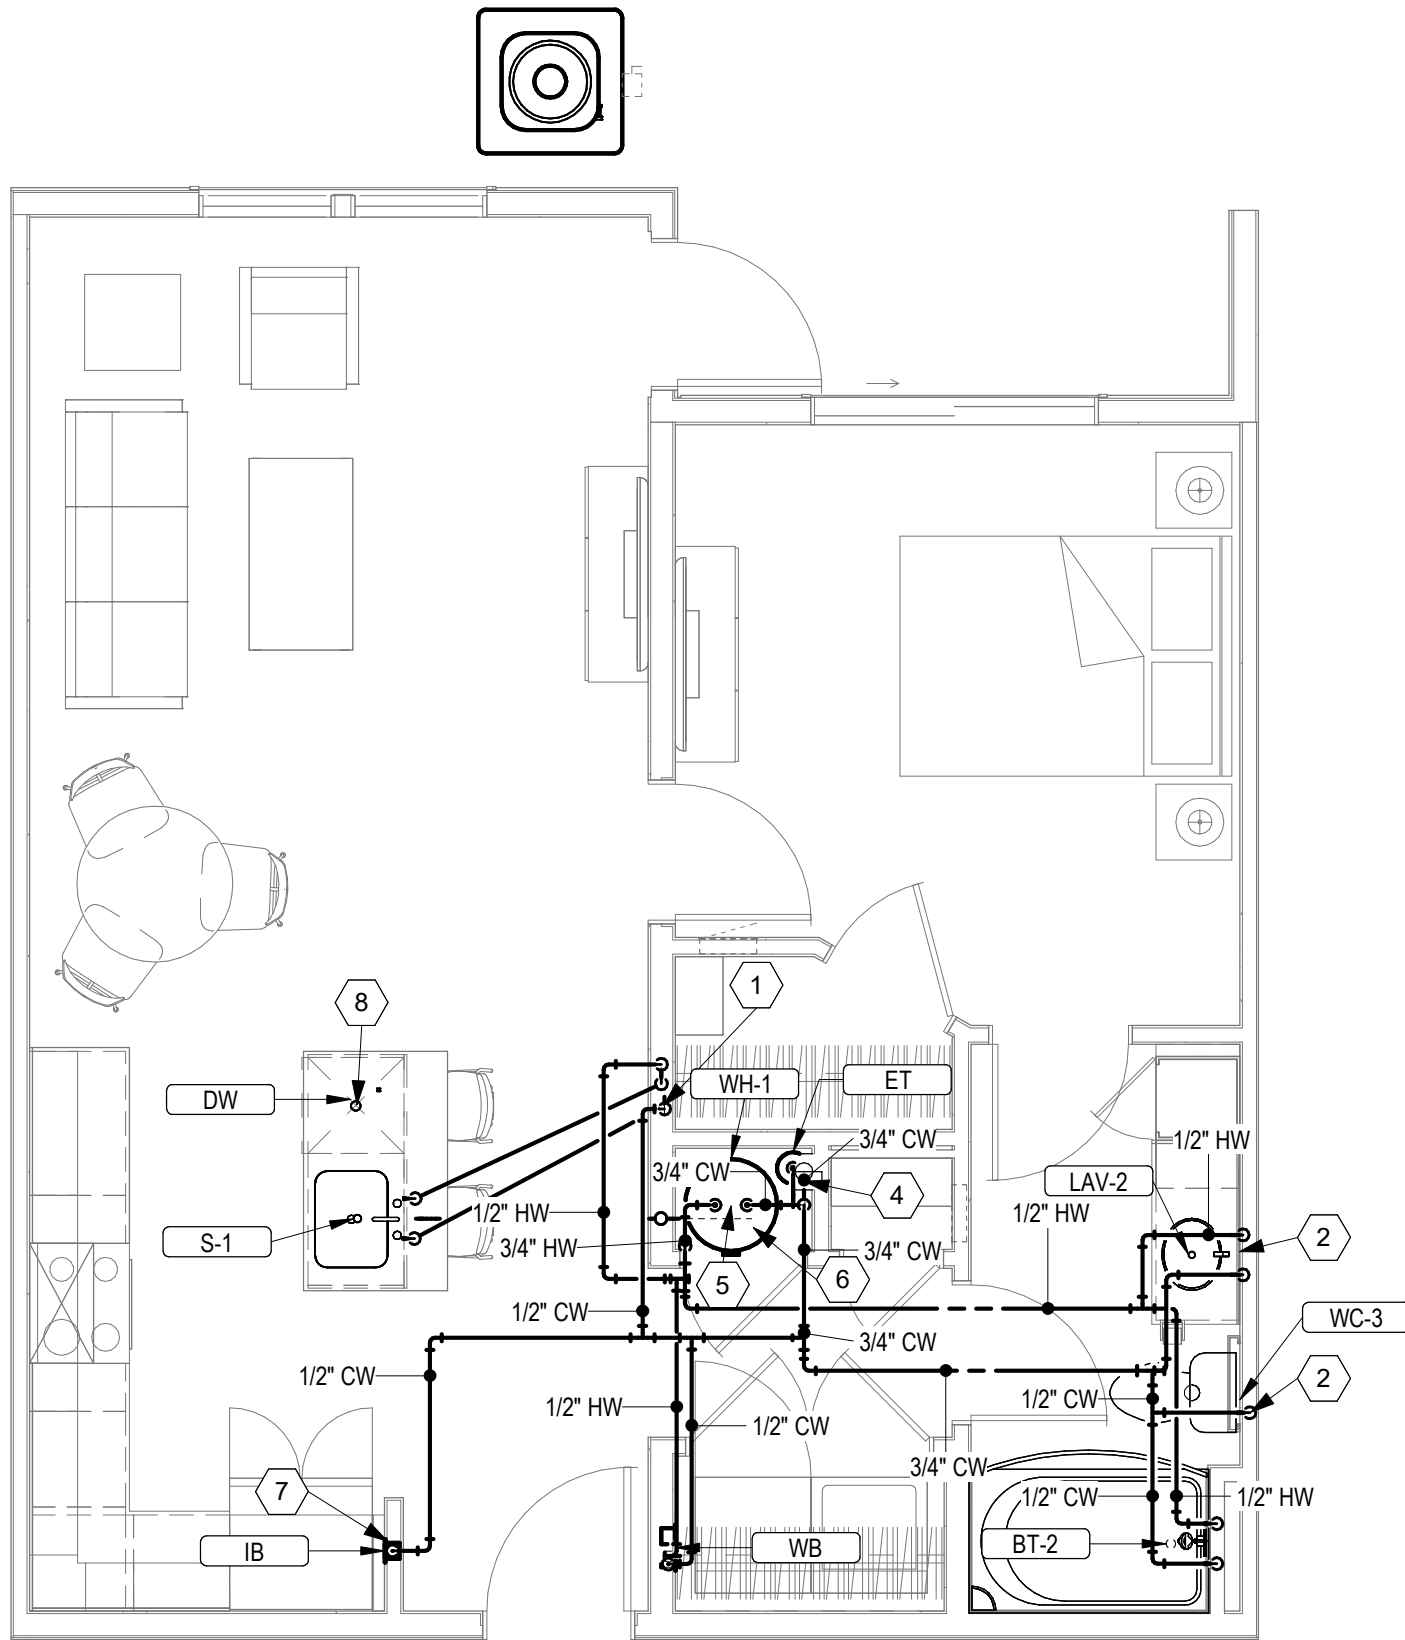 1
8
DW
WH-1
ET
3/4" CW
1/2" HW
3/4" CW
4
LAV-2
1/2" HW
1/2" HW
S-1
3/4" HW
3/4" CW
2
5
6
1/2" CW
3/4" CW
WC-3
1/2" CW
2
1/2" CW
1/2" HW
1/2" CW
3/4" CW
7
1/2" CW
1/2" HW
IB
WB
BT-2